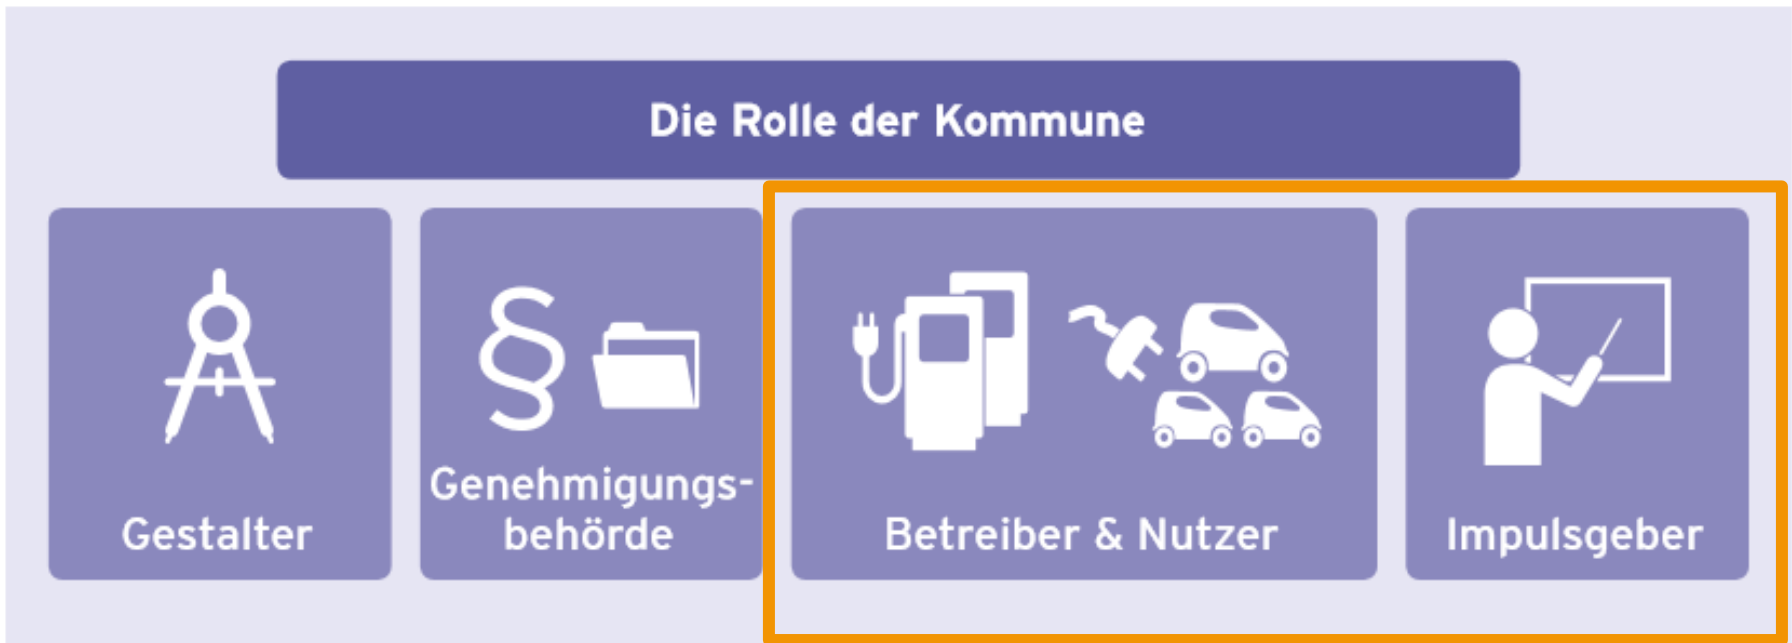 Die Rolle der Kommune
Gestalter
Genehmigungs-
behörde
§
Betreiber & Nutzer
Impulsgeber